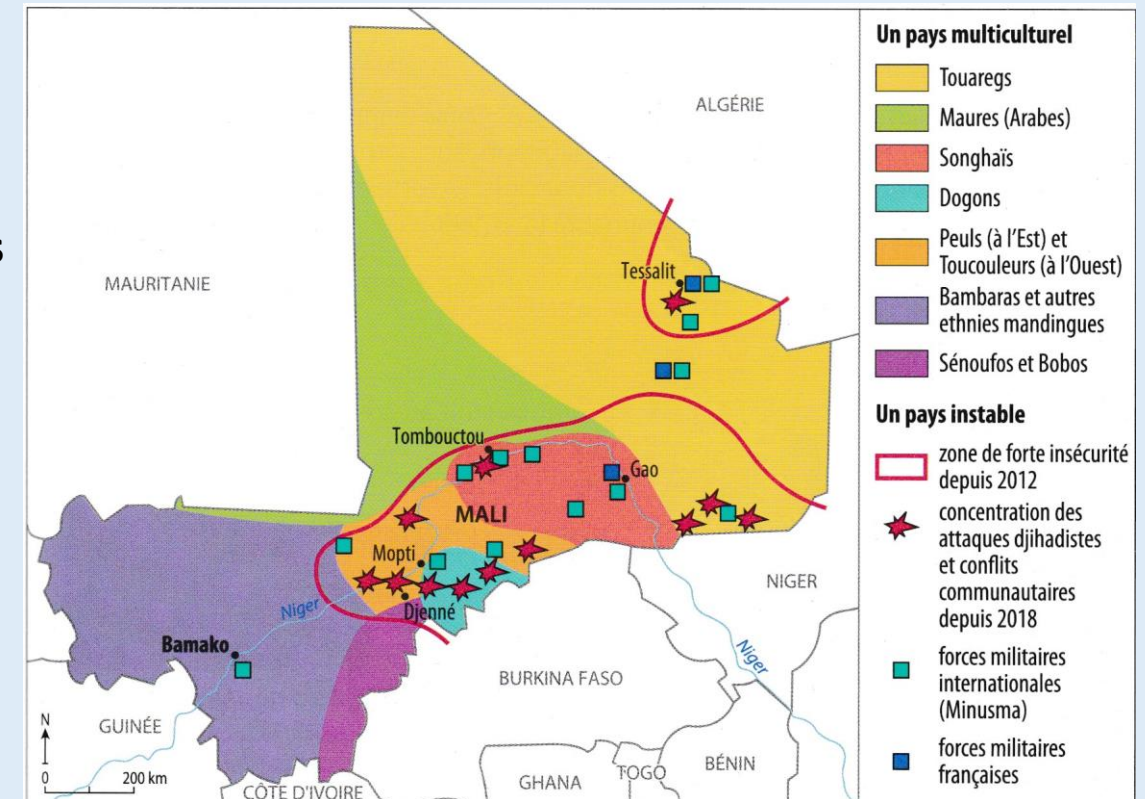 s
ALGÉRIE
MAURITANIE
Tessalit
Tombouctou
Gao
MALI
Mopti
Djenné
Niger
Bamako
NIGER
Niger
BURKINA FASO
GUINÉE
N
0 200 km
CÔTE D'IVOIRE
GHANA
TOGO
BÉNIN
Un pays multiculturel
Touaregs
Maures (Arabes)
Songhaïs
Dogons
Peuls (à l'Est) et
Toucouleurs (à l'Ouest)
Bambaras et autres
ethnies mandingues
Sénoufos et Bobos
Un pays instable
zone de forte insécurité
depuis 2012
concentration des
attaques djihadistes
et conflits
communautaires
depuis 2018
forces militaires
internationales
(Minusma)
forces militaires
françaises